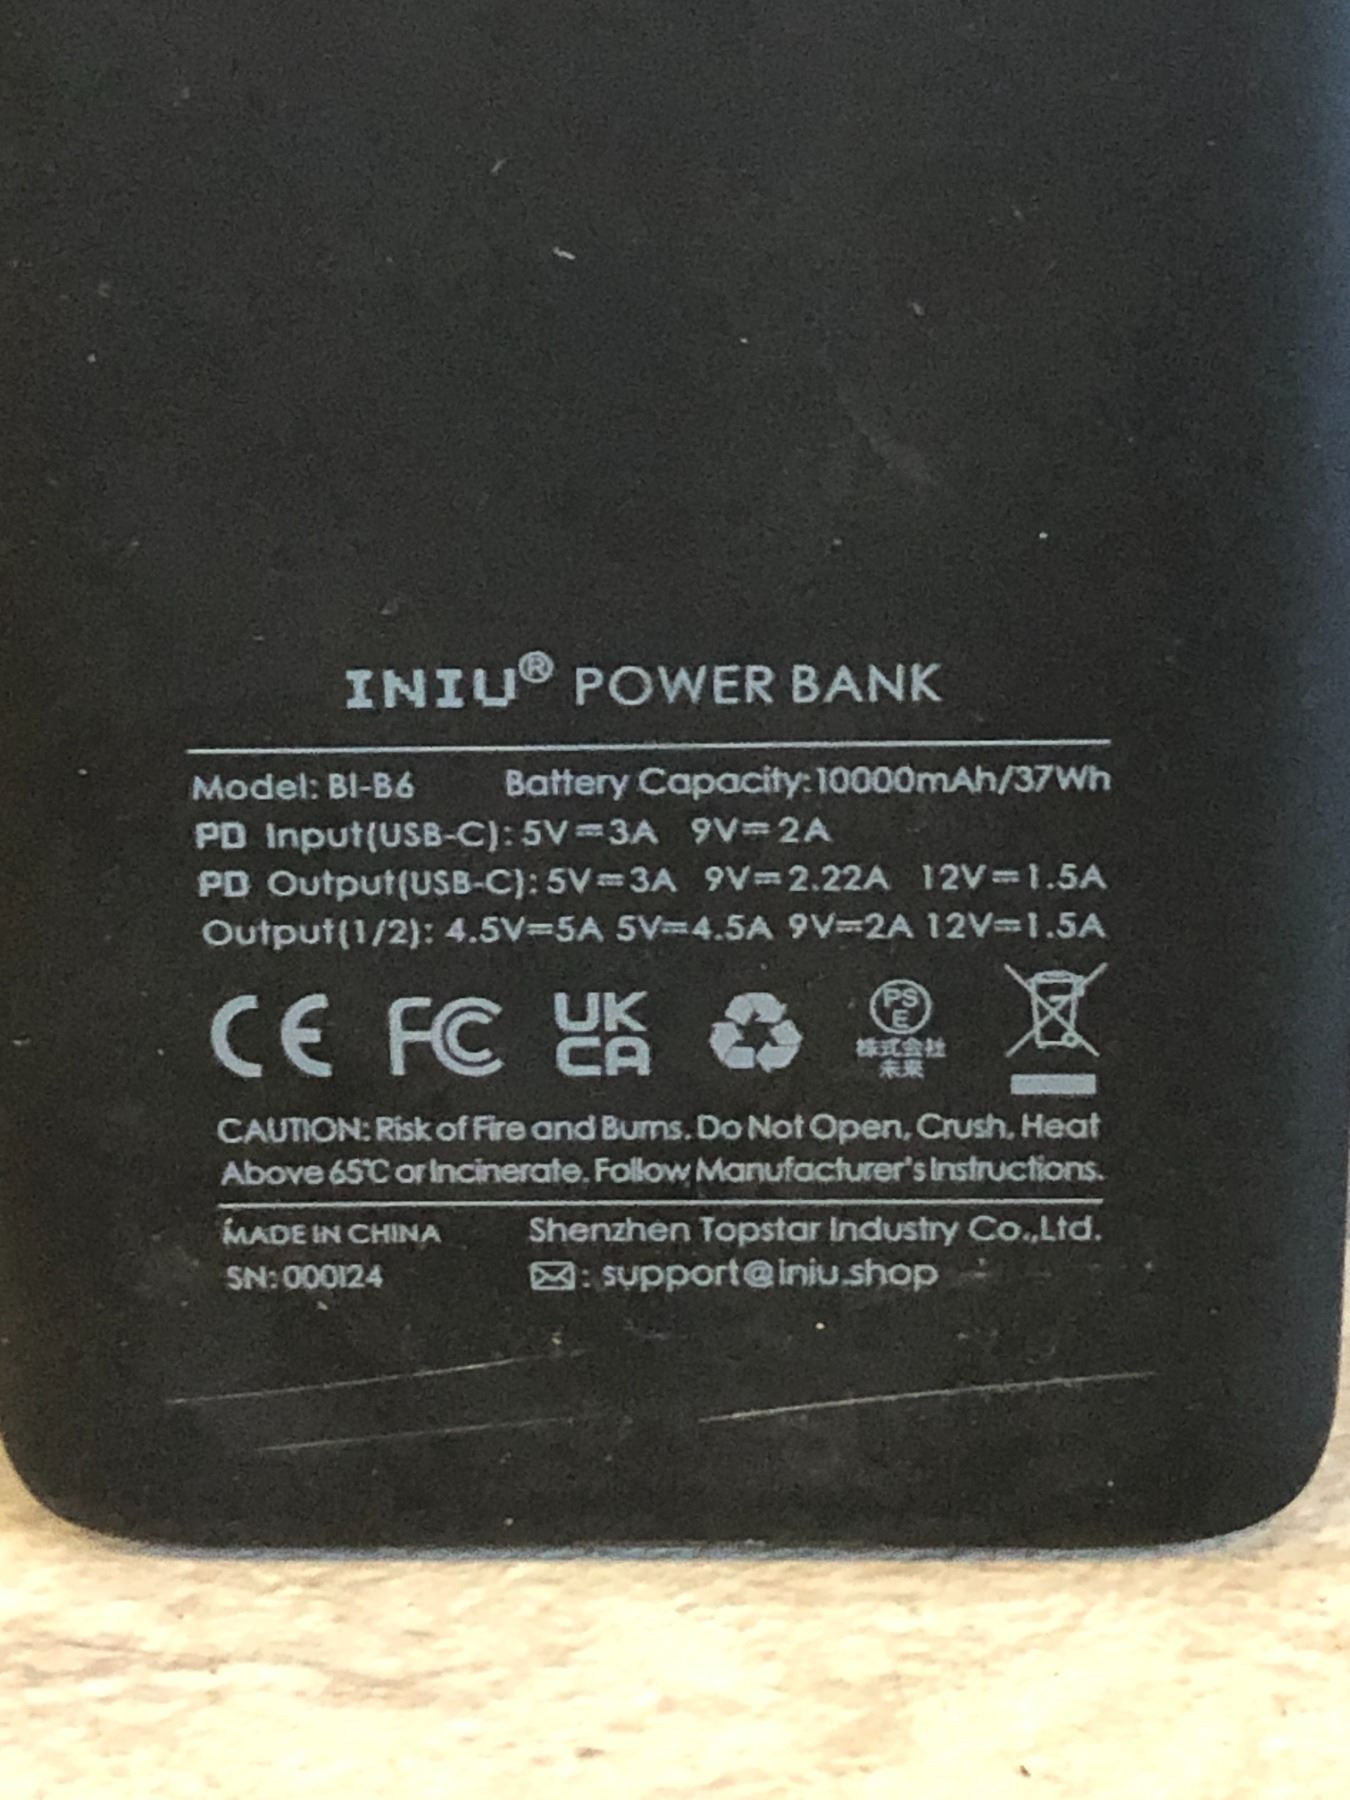 INIU® POWER BANK
Model: BI-B6 Battery Capacity:10000mAh/37Wh
PD Input(USB-C): 5V⎓3A 9V⎓2A
PD Output(USB-C): 5V⎓3A 9V⎓2.22A 12V⎓1.5A
Output(1/2): 4.5V⎓5A 5V⎓4.5A 9V⎓2A 12V⎓1.5A
CE FC UK CA PS E
株式会社
未来
CAUTION: Risk of Fire and Burns. Do Not Open, Crush, Heat
Above 65℃ or Incinerate. Follow Manufacturer's Instructions.
MADE IN CHINA Shenzhen Topstar Industry Co.,Ltd.
SN: 000124 : support@iniu.shop